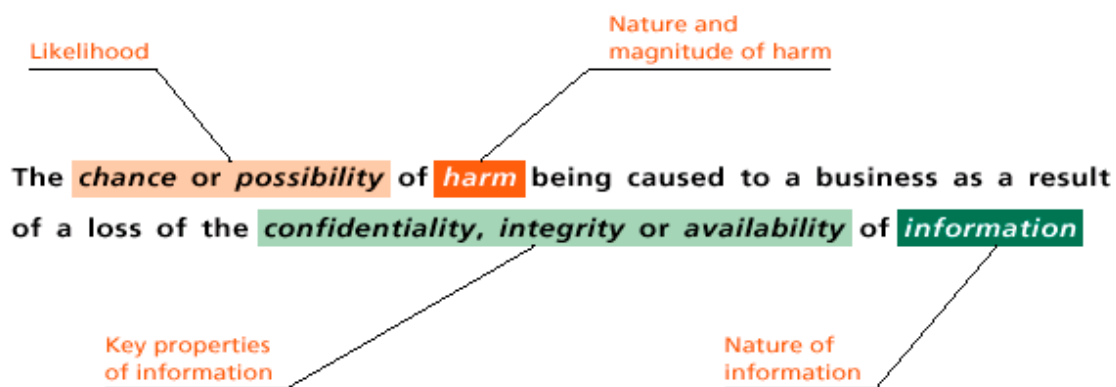 Likelihood
Nature and
magnitude of harm
The chance or possibility of harm being caused to a business as a result
of a loss of the confidentiality, integrity or availability of information
Key properties
of information
Nature of
information